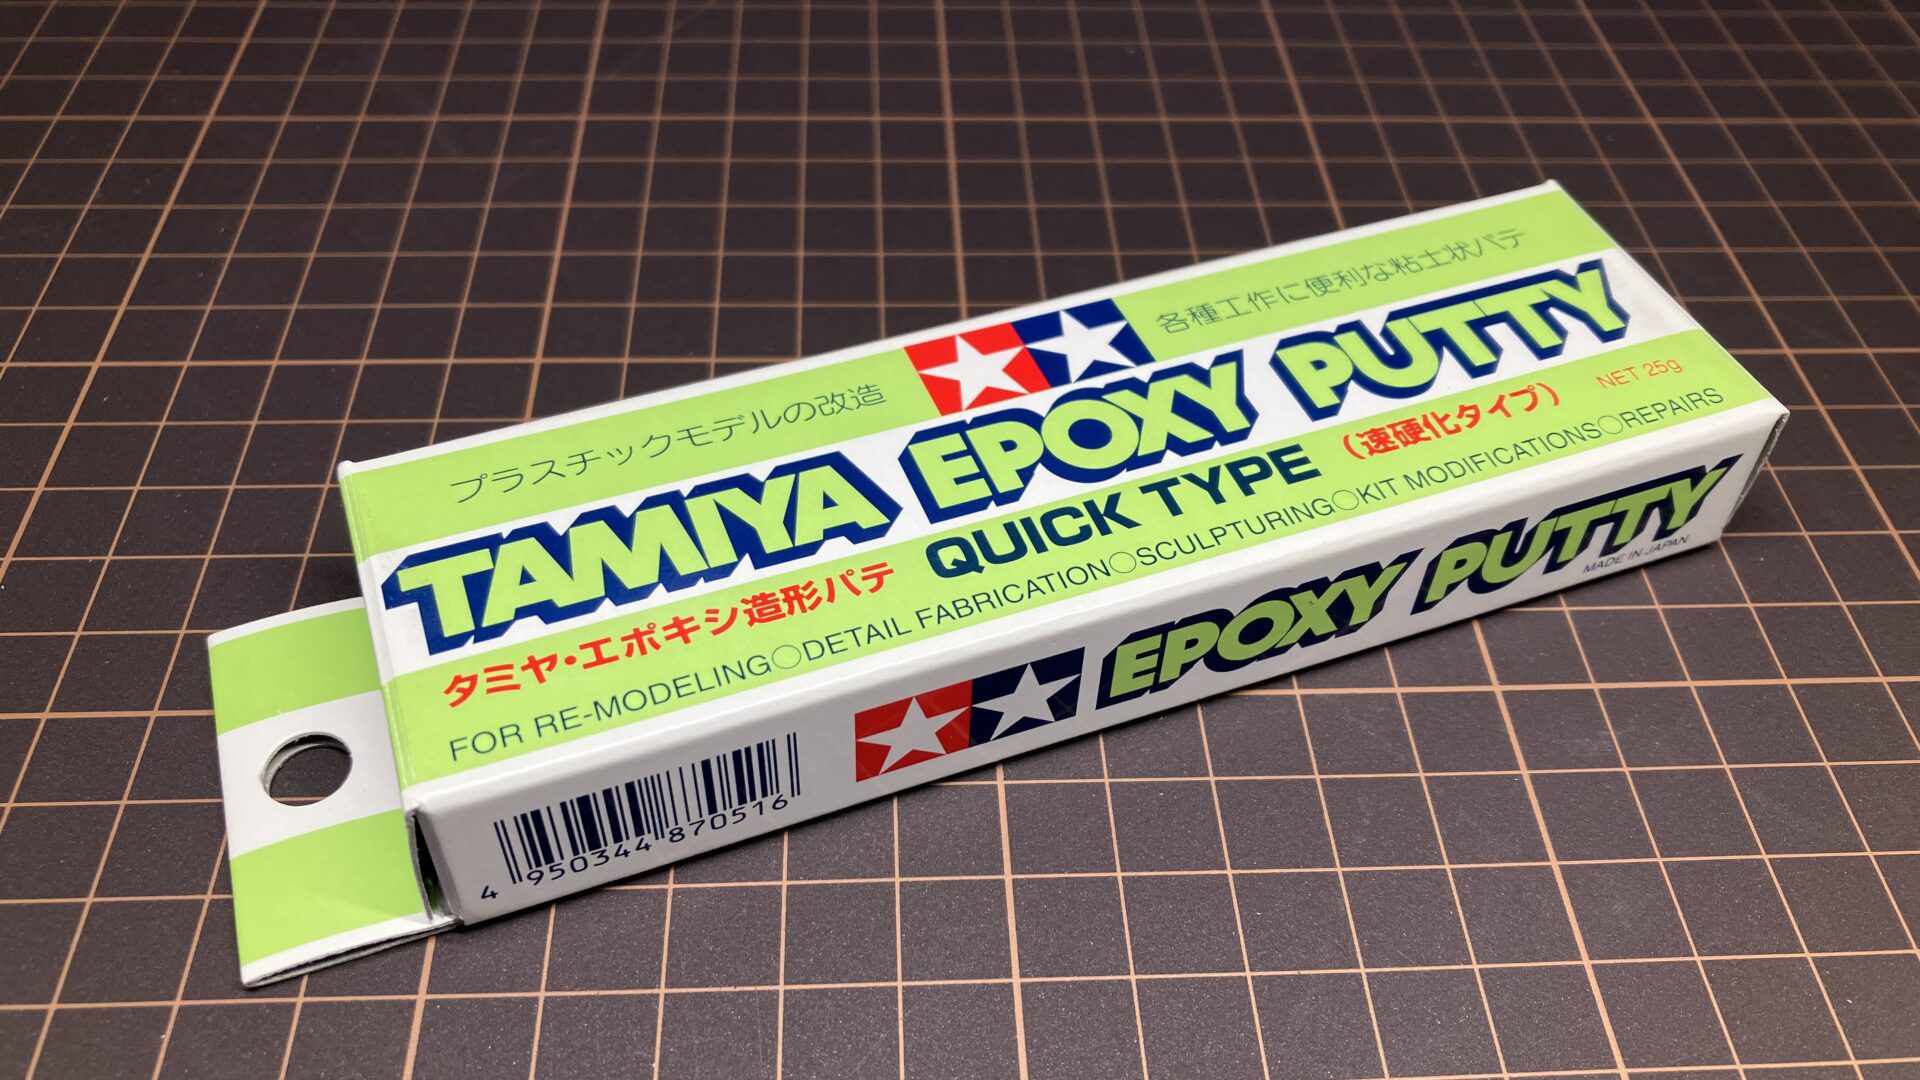 プラスチックモデルの改造
各種工作に便利な粘土状パテ
TAMIYA EPOXY PUTTY
タミヤ・エポキシ造形パテ QUICK TYPE (速硬化タイプ) NET 25g
FOR RE-MODELING○DETAIL FABRICATION○SCULPTURING○KIT MODIFICATIONS○REPAIRS
EPOXY PUTTY
MADE IN JAPAN
4 950344 870516